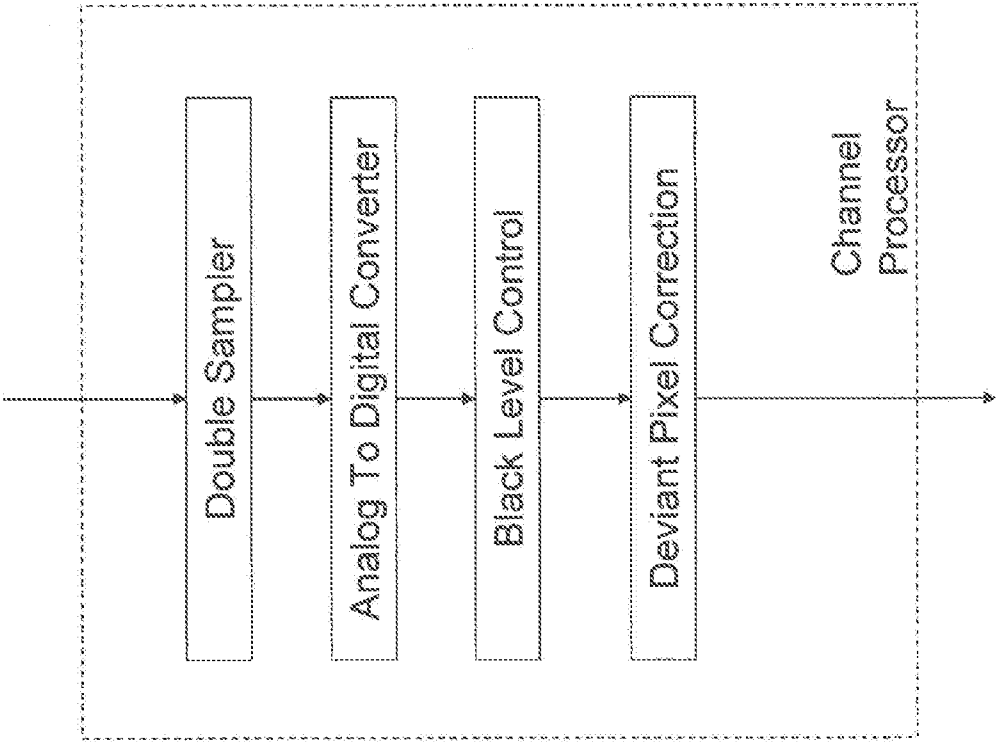 Double Sampler
Analog To Digital Converter
Black Level Control
Deviant Pixel Correction
Channel
Processor